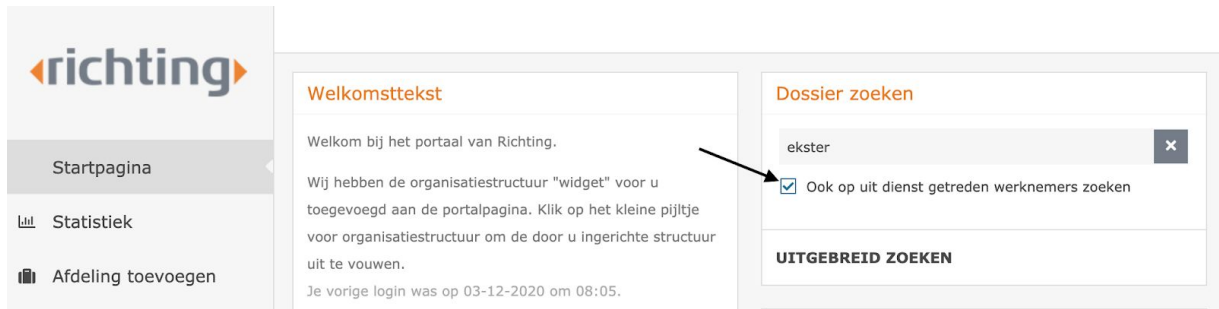 richting
Startpagina
Statistiek
Afdeling toevoegen
Welkomsttekst
Welkom bij het portaal van Richting.
Wij hebben de organisatiestructuur "widget" voor u
toegevoegd aan de portalpagina. Klik op het kleine pijltje
voor organisatiestructuur om de door u ingerichte structuur
uit te vouwen.
Je vorige login was op 03-12-2020 om 08:05.
Dossier zoeken
ekster
Ook op uit dienst getreden werknemers zoeken
UITGEBREID ZOEKEN